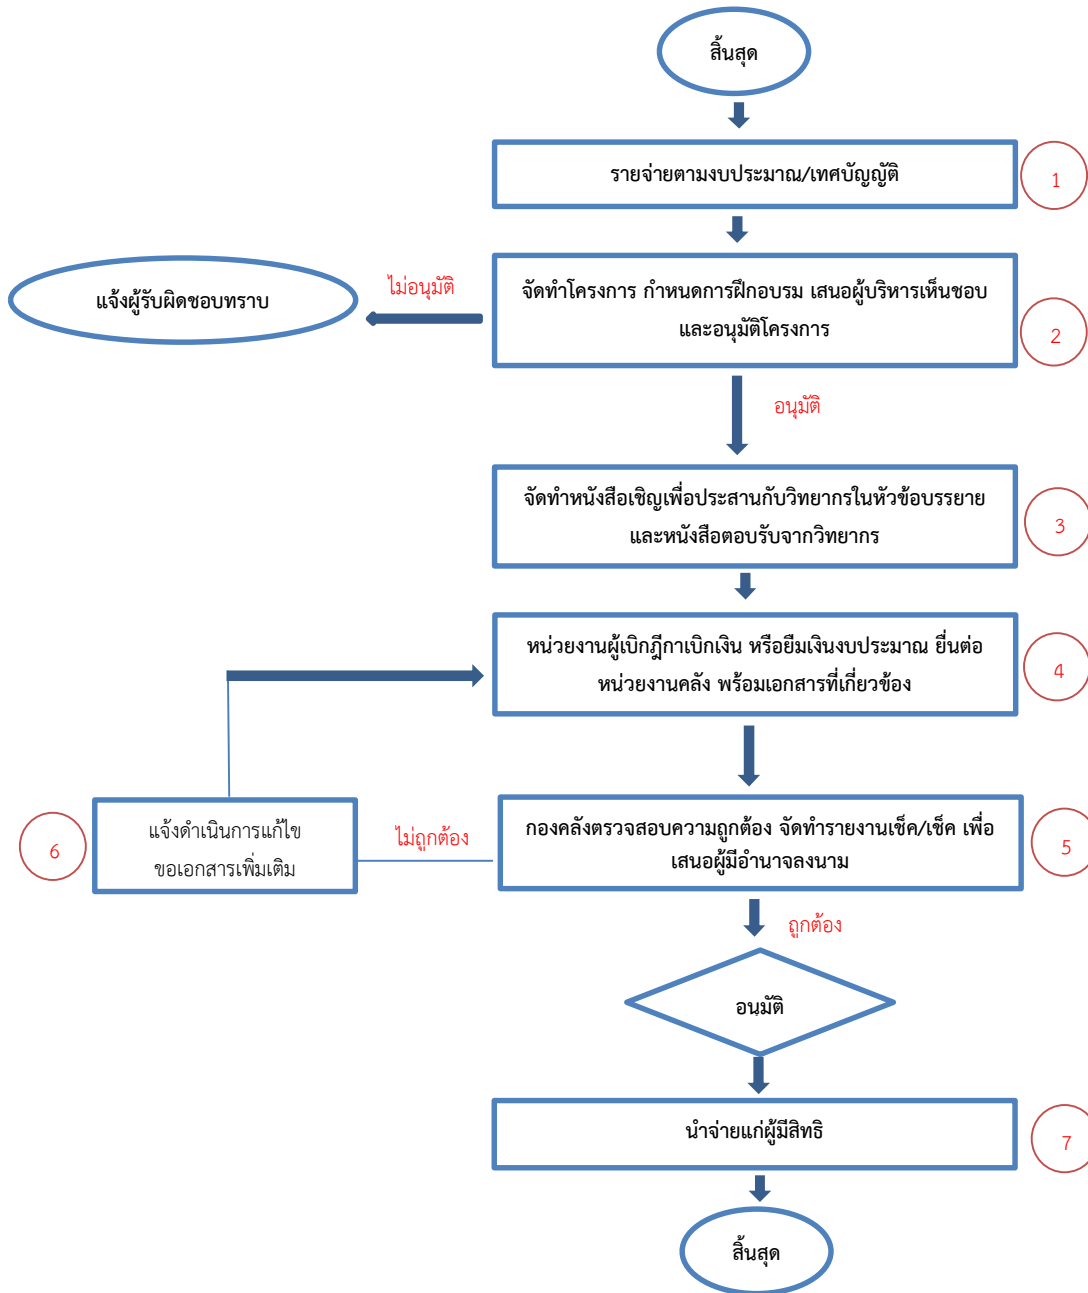 สิ้นสุด
รายจ่ายตามงบประมาณ/เทศบัญญัติ
1
แจ้งผู้รับผิดชอบทราบ
ไม่อนุมัติ
จัดทำโครงการ กำหนดการฝึกอบรม เสนอผู้บริหารเห็นชอบ
และอนุมัติโครงการ
2
อนุมัติ
จัดทำหนังสือเชิญเพื่อประสานกับวิทยากรในหัวข้อบรรยาย
และหนังสือตอบรับจากวิทยากร
3
หน่วยงานผู้เบิกฎีกาเบิกเงิน หรือยืมเงินงบประมาณ ยื่นต่อ
หน่วยงานคลัง พร้อมเอกสารที่เกี่ยวข้อง
4
6
แจ้งดำเนินการแก้ไข
ขอเอกสารเพิ่มเติม
ไม่ถูกต้อง
กองคลังตรวจสอบความถูกต้อง จัดทำรายงานเช็ค/เช็ค เพื่อ
เสนอผู้มีอำนาจลงนาม
5
ถูกต้อง
อนุมัติ
นำจ่ายแก่ผู้มีสิทธิ
7
สิ้นสุด